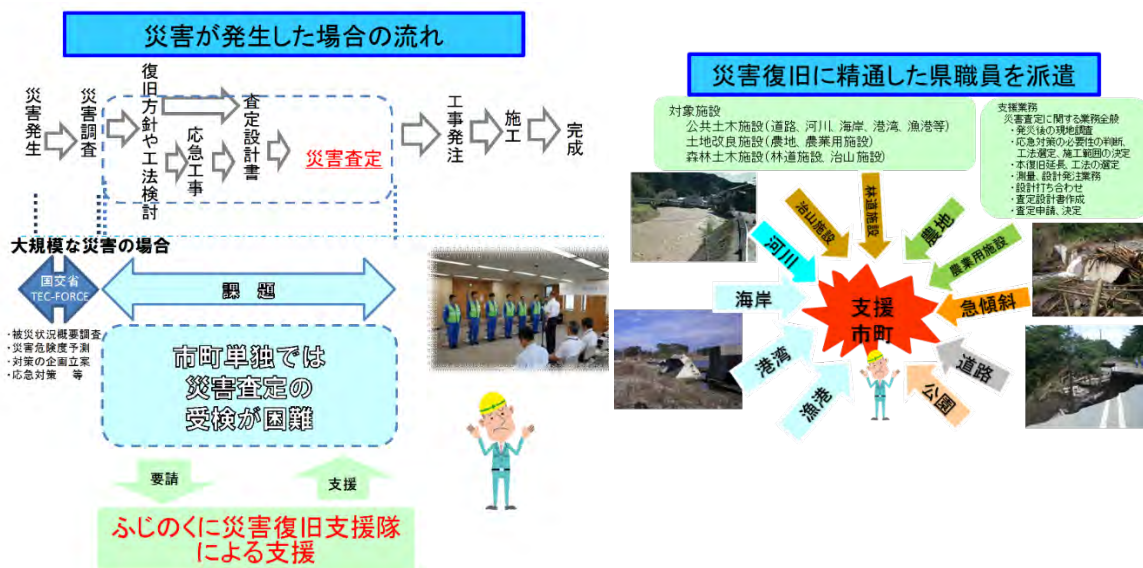 災害が発生した場合の流れ
災害発生
災害調査
復旧方針や工法検討
応急工事
査定設計書
災害査定
工事発注
施工
完成
大規模な災害の場合
国交省
TEC-FORCE
・被災状況概要調査
・災害危険度予測
・対策の企画立案
・応急対策　等
課　題
市町単独では
災害査定の
受検が困難
要請
支援
ふじのくに災害復旧支援隊
による支援
災害復旧に精通した県職員を派遣
対象施設
公共土木施設(道路、河川、海岸、港湾、漁港等)
土地改良施設(農地、農業用施設)
森林土木施設(林道施設、治山施設)
支援業務
災害査定に関する業務全般
・発災後の現地調査
・応急対策の必要性の判断、
工法選定、施工範囲の決定
・本復旧延長、工法の選定
・測量、設計発注業務
・設計打ち合わせ
・査定設計書作成
・査定申請、決定
林道施設
治山施設
農地
河川
農業用施設
海岸
支援
市町
急傾斜
港湾
道路
漁港
公園